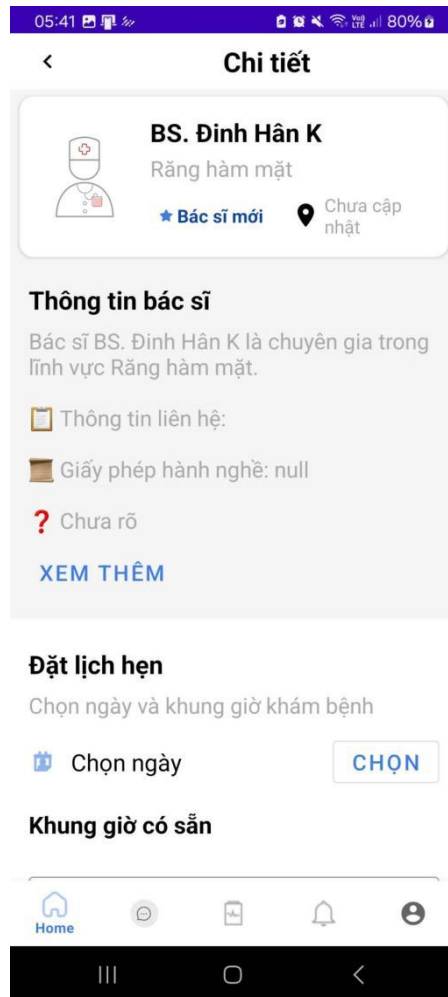 05:41 80%
Chi tiết
BS. Đinh Hân K
Răng hàm mặt
Bác sĩ mới
Chưa cập
nhật
Thông tin bác sĩ
Bác sĩ BS. Đinh Hân K là chuyên gia trong
lĩnh vực Răng hàm mặt.
Thông tin liên hệ:
Giấy phép hành nghề: null
Chưa rõ
XEM THÊM
Đặt lịch hẹn
Chọn ngày và khung giờ khám bệnh
Chọn ngày
CHỌN
Khung giờ có sẵn
Home